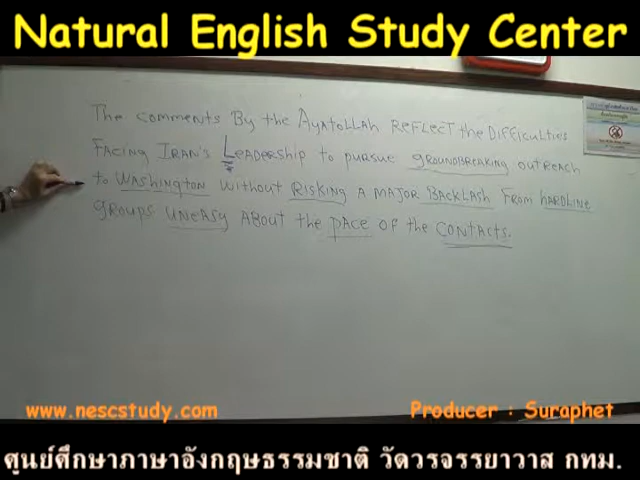 Natural English Study Center
The comments By the AyatoLLAh REFLECT the DIFFIculties
FACING IRAN's Leadership to pursue groundbreaking outreach
to WAshington without Risking A MAJOR BACKLASh FROM hARDLINE
gRoups UNEASY ABout the pACE OF the CONTActs.
www.nescstudy.com
Producer : Suraphet
ศูนย์ศึกษาภาษาอังกฤษธรรมชาติ วัดวรจรรยาวาส กทม.